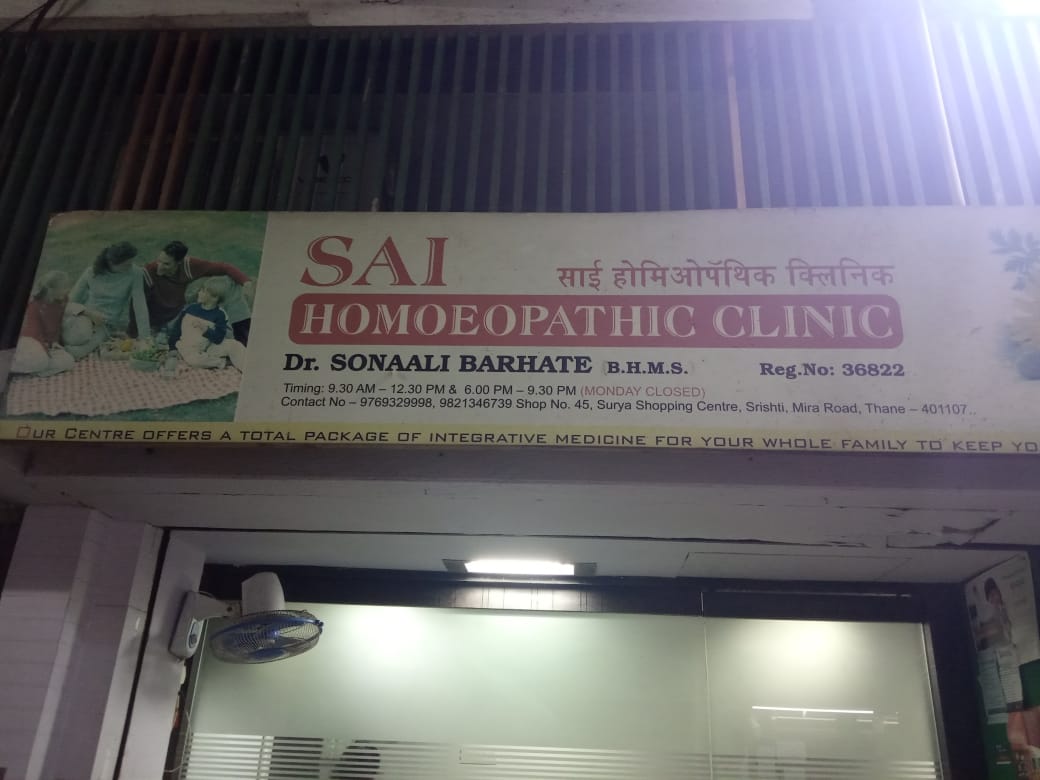 SAI
साई होमिओपॅथिक क्लिनिक
HOMOEOPATHIC CLINIC
Dr. SONAALI BARHATE B.H.M.S. Reg.No: 36822
Timing: 9.30 AM – 12.30 PM & 6.00 PM – 9.30 PM (MONDAY CLOSED)
Contact No – 9769329998, 9821346739 Shop No. 45, Surya Shopping Centre, Srishti, Mira Road, Thane – 401107..
OUR CENTRE OFFERS A TOTAL PACKAGE OF INTEGRATIVE MEDICINE FOR YOUR WHOLE FAMILY TO KEEP YO